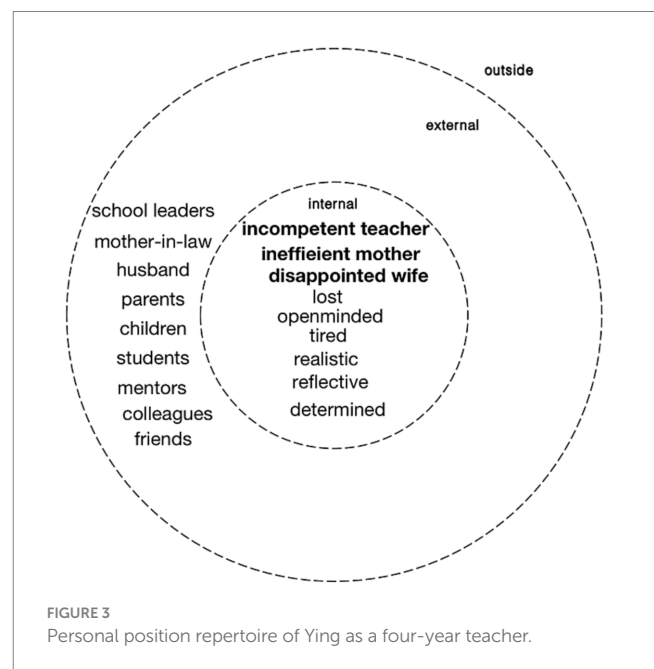 outside
external
internal
school leaders
mother-in-law
husband
parents
children
students
mentors
colleagues
friends
incompetent teacher
ineffieient mother
disappointed wife
lost
openminded
tired
realistic
reflective
determined
FIGURE 3
Personal position repertoire of Ying as a four-year teacher.